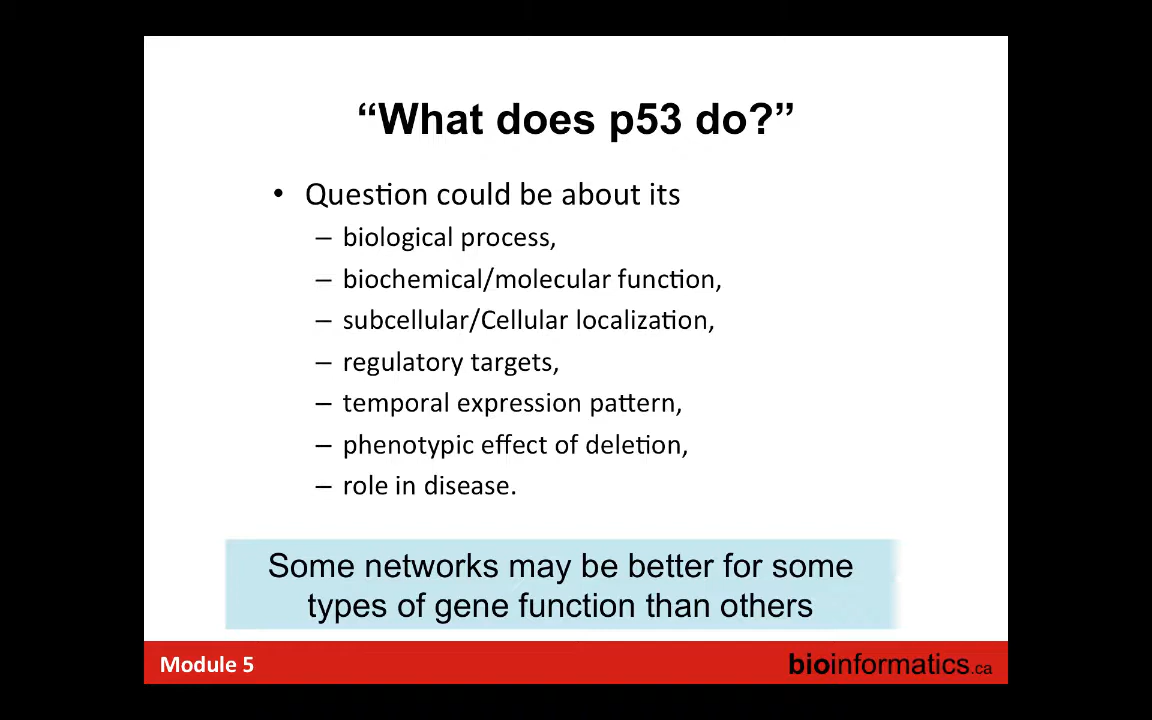 “What does p53 do?”
• Question could be about its
– biological process,
– biochemical/molecular function,
– subcellular/Cellular localization,
– regulatory targets,
– temporal expression pattern,
– phenotypic effect of deletion,
– role in disease.
Some networks may be better for some
types of gene function than others
Module 5
bioinformatics.ca